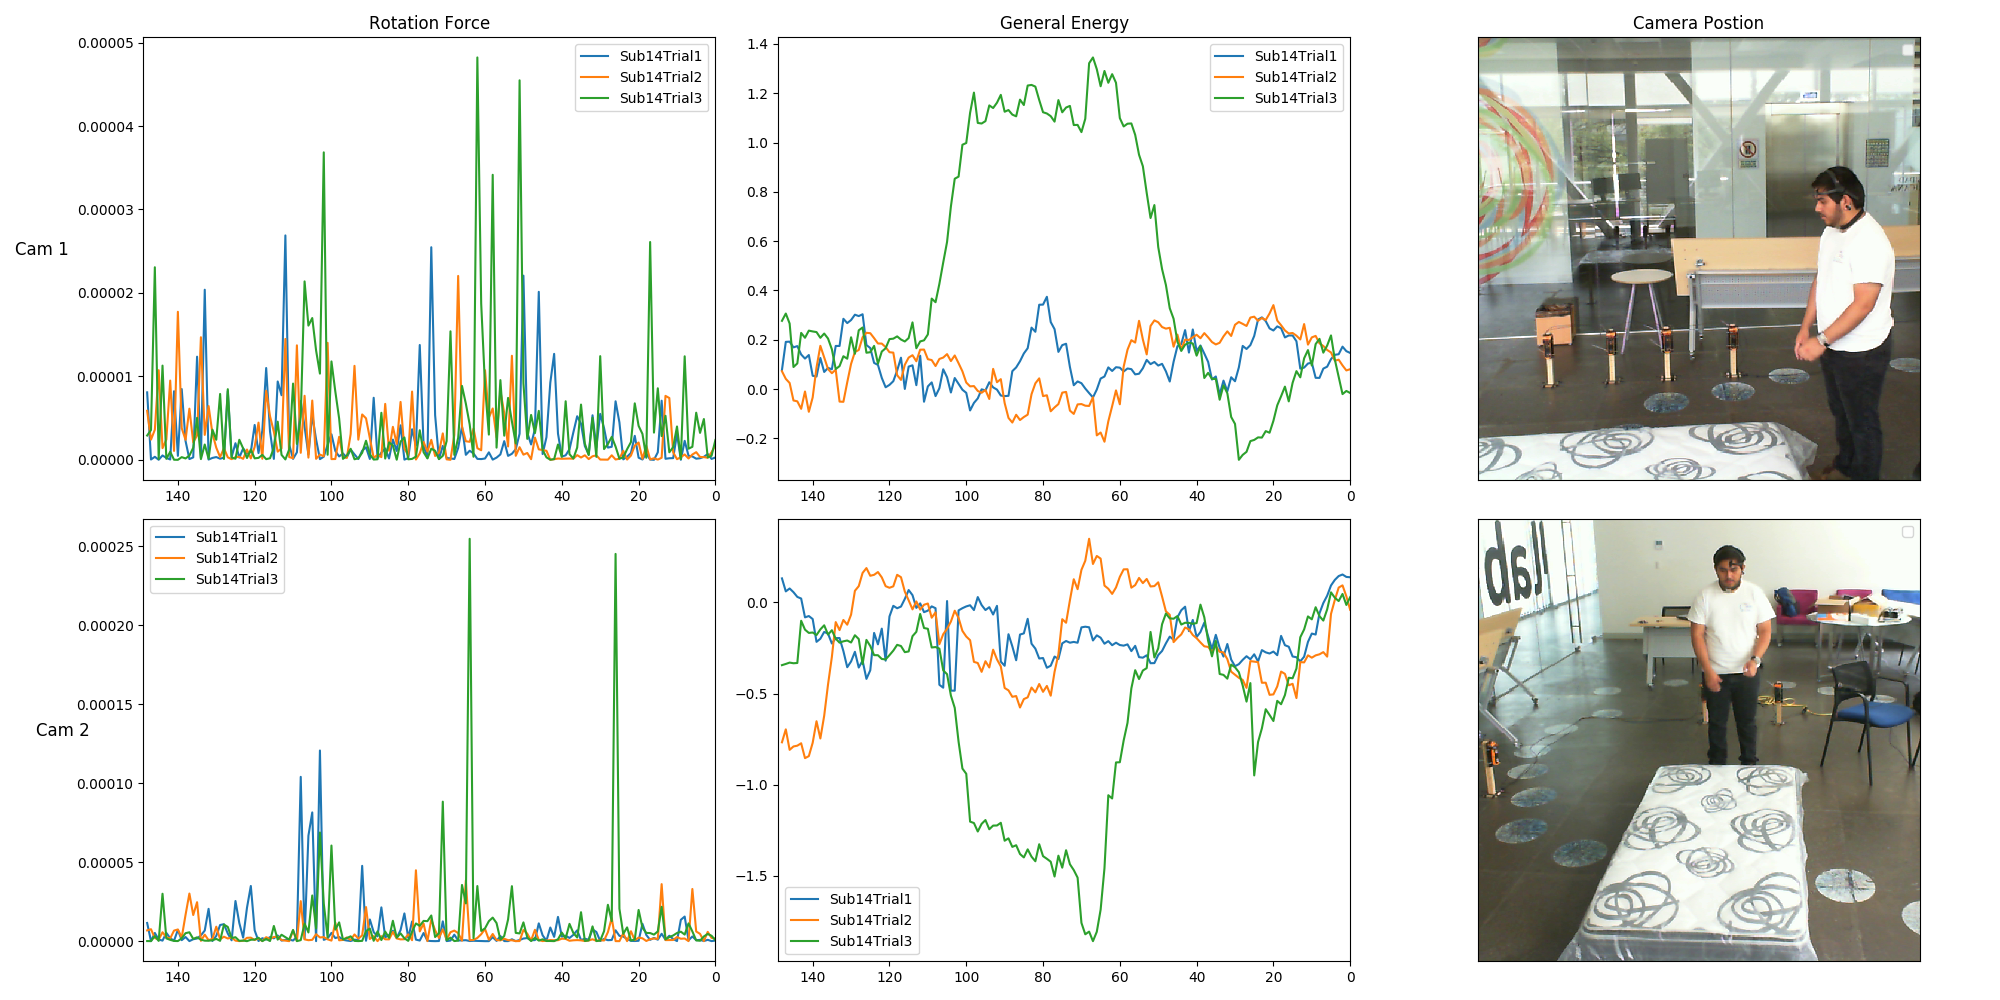 Rotation Force
General Energy
Camera Postion
Cam 1
0.00005
0.00004
0.00003
0.00002
0.00001
0.00000
Sub14Trial1
Sub14Trial2
Sub14Trial3
140 120 100 80 60 40 20 0
1.4
1.2
1.0
0.8
0.6
0.4
0.2
0.0
−0.2
Sub14Trial1
Sub14Trial2
Sub14Trial3
140 120 100 80 60 40 20 0
Cam 2
0.00025
0.00020
0.00015
0.00010
0.00005
0.00000
Sub14Trial1
Sub14Trial2
Sub14Trial3
140 120 100 80 60 40 20 0
0.0
−0.5
−1.0
−1.5
Sub14Trial1
Sub14Trial2
Sub14Trial3
140 120 100 80 60 40 20 0